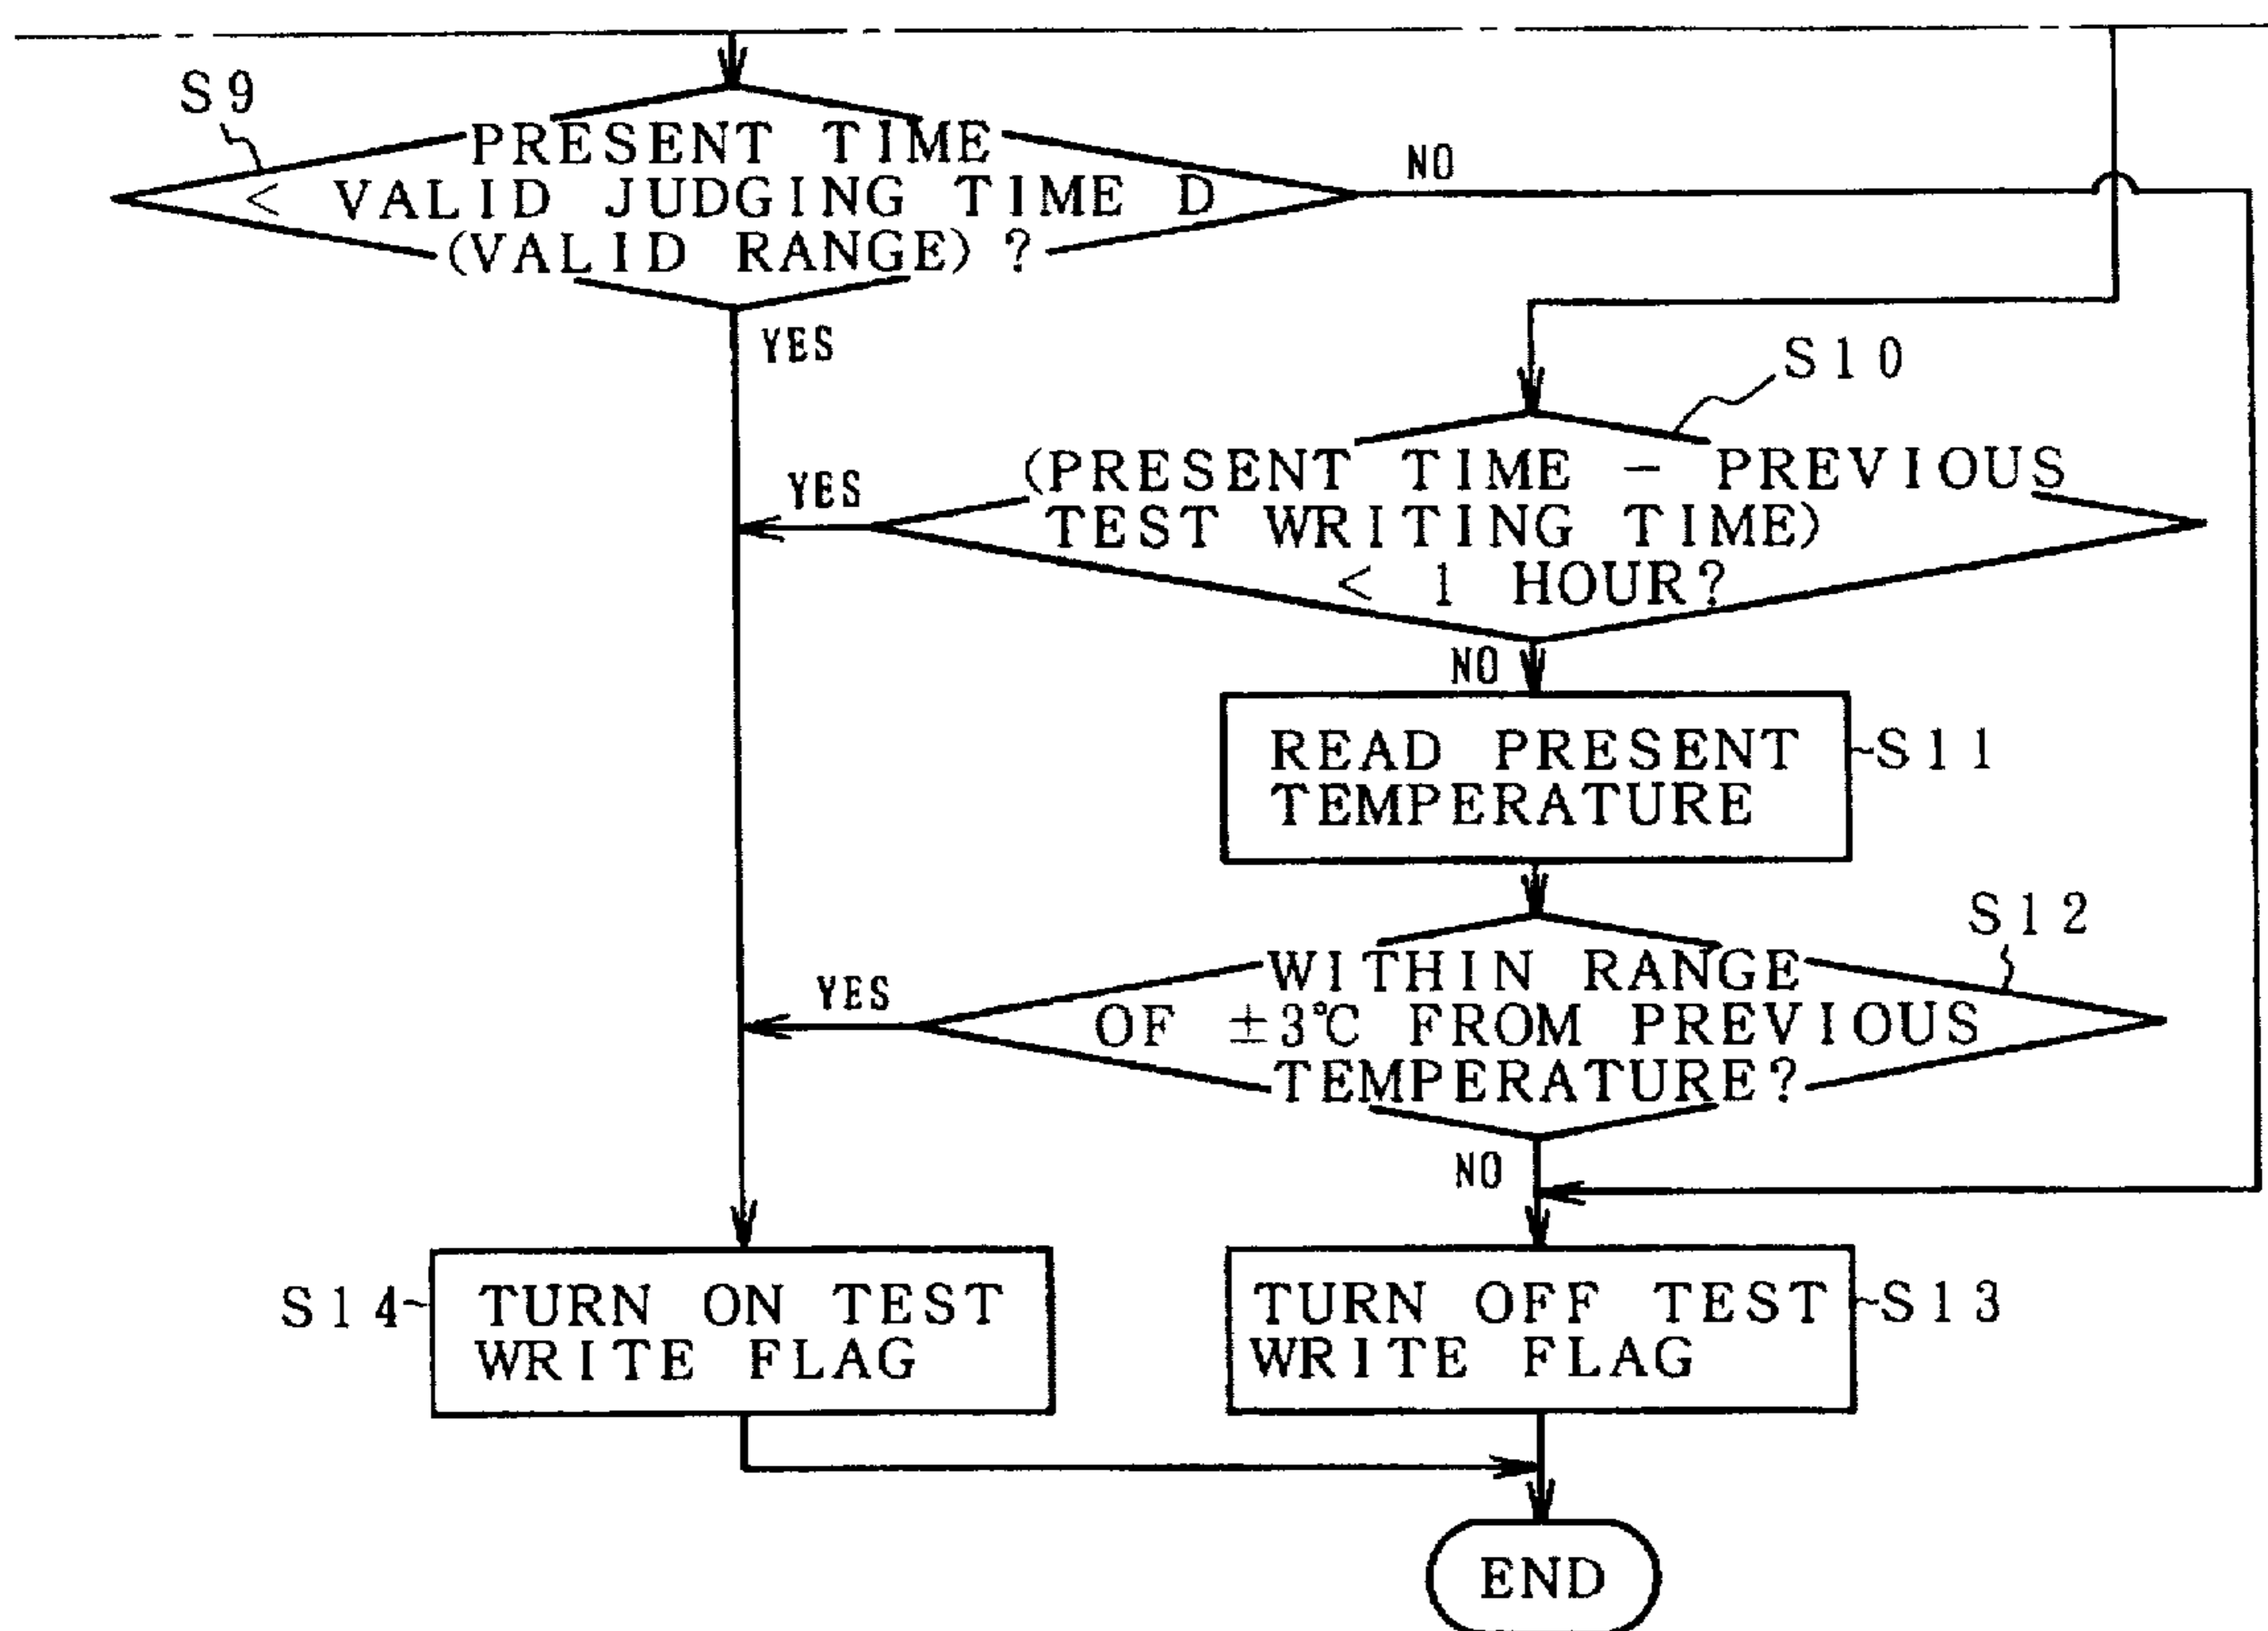 S9
PRESENT TIME
< VALID JUDGING TIME D
(VALID RANGE) ?
NO
YES
S10
(PRESENT TIME − PREVIOUS
TEST WRITING TIME)
< 1 HOUR?
YES
NO
READ PRESENT
TEMPERATURE
S11
S12
WITHIN RANGE
OF ±3℃ FROM PREVIOUS
TEMPERATURE?
YES
NO
S14
TURN ON TEST
WRITE FLAG
TURN OFF TEST
WRITE FLAG
S13
END